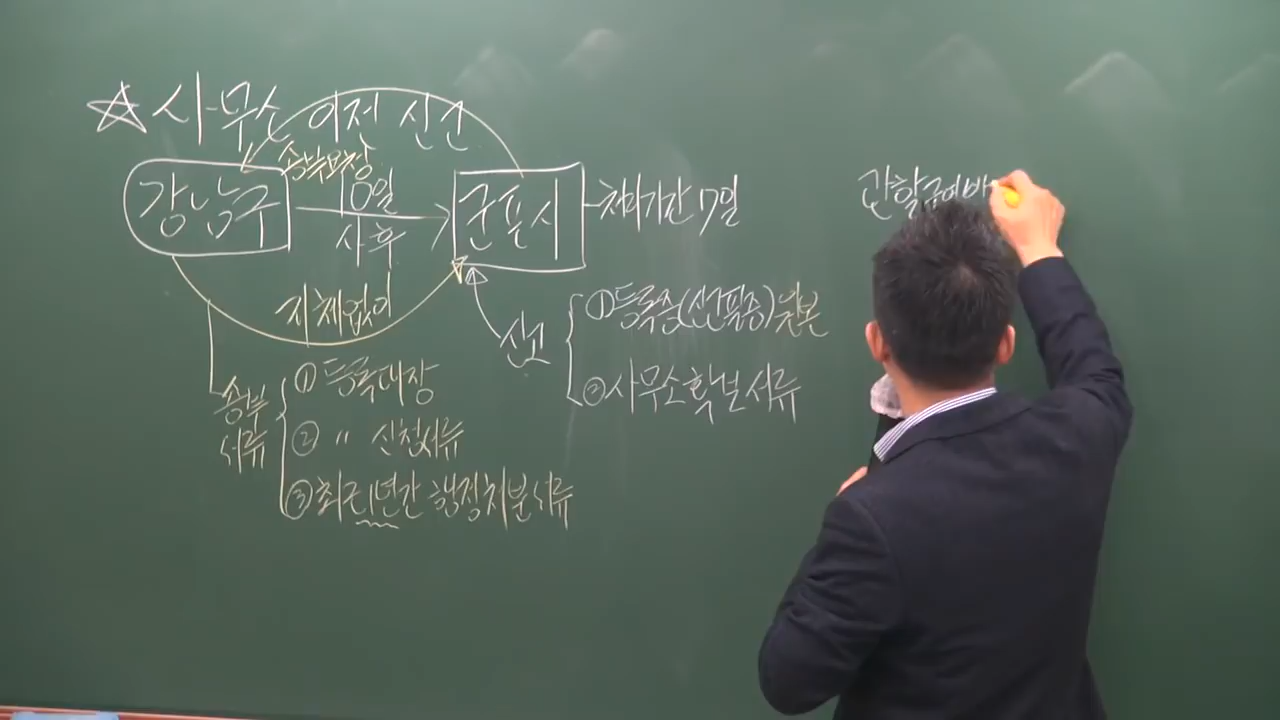 ☆ 사무소 이전 신고
송부요청
강남구
10일
사후
군포시
처리기간 7일
지체없이
신고
① 등록증(신고필증) 원본
② 사무소 확보 서류
송부
서류
① 등록대장
② " 신청서류
③ 최근 1년간 행정처분서류
관할구역